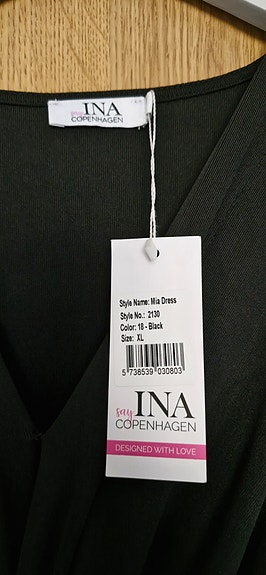 say INA
COPENHAGEN
Style Name: Mia Dress
Style No.: 2130
Color: 18 - Black
Size: XL
5 736539 030803
say INA
COPENHAGEN
DESIGNED WITH LOVE